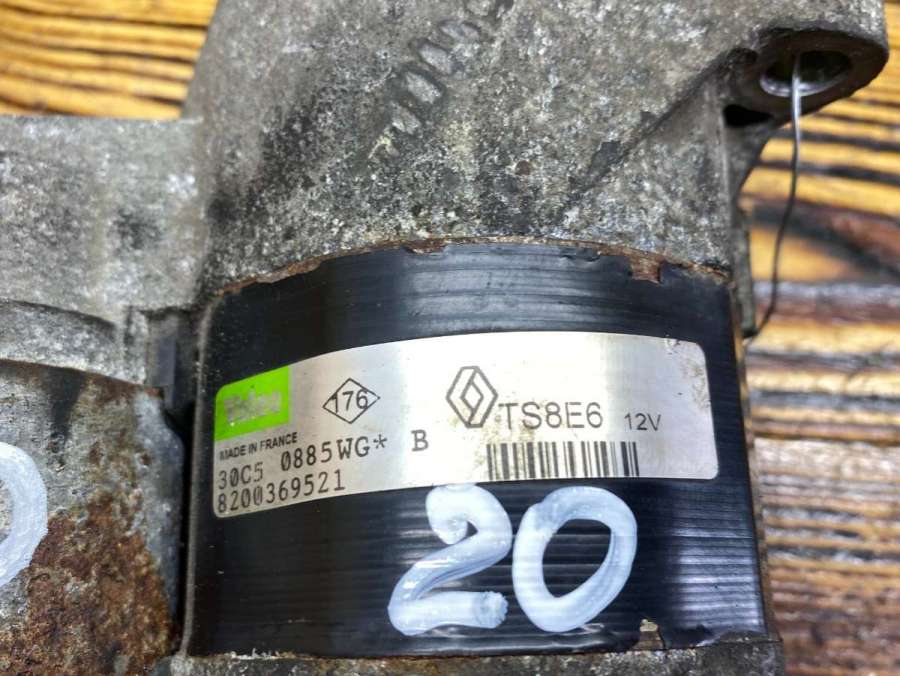 Valeo
176
TS8E6 12V
MADE IN FRANCE
30C5 0885WG* B
8200369521
20